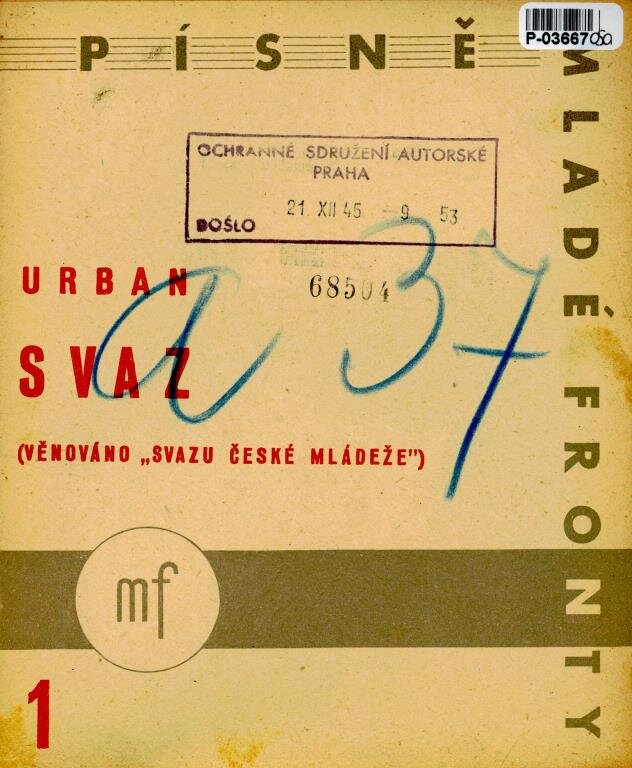 P-03667
PÍSNĚ
MLADÉ FRONTY
OCHRANNÉ SDRUŽENÍ AUTORSKÉ
PRAHA
21 XII 45 – 9 53
DOŠLO
68504
URBAN
a 37
SVAZ
(VĚNOVÁNO „SVAZU ČESKÉ MLÁDEŽE")
mf
1